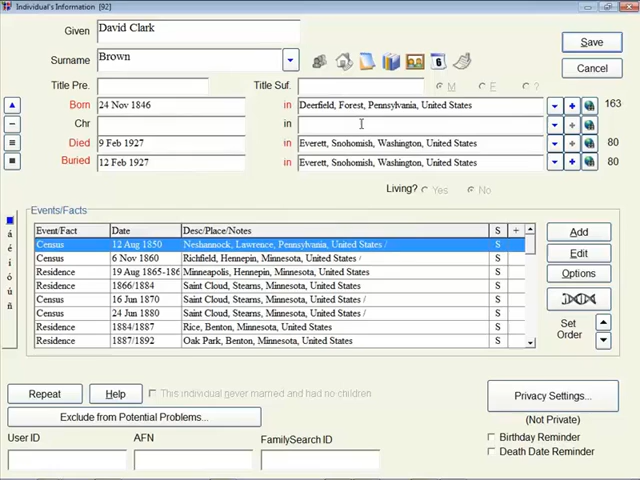 Individual's Information [92]
Given David Clark
Surname Brown
Save
Cancel
6
Title Pre. Title Suf. M F ?
Born 24 Nov 1846 in Deerfield, Forest, Pennsylvania, United States 163
Chr in
Died 9 Feb 1927 in Everett, Snohomish, Washington, United States 80
Buried 12 Feb 1927 in Everett, Snohomish, Washington, United States 80
Living? Yes No
Events/Facts
Event/Fact Date Desc/Place/Notes S +
Census 12 Aug 1850 Neshannock, Lawrence, Pennsylvania, United States / S
Census 6 Nov 1860 Richfield, Hennepin, Minnesota, United States / S
Residence 19 Aug 1865-186 Minneapolis, Hennepin, Minnesota, United States S
Residence 1866/1884 Saint Cloud, Stearns, Minnesota, United States S
Census 16 Jun 1870 Saint Cloud, Stearns, Minnesota, United States / S
Census 24 Jun 1880 Saint Cloud, Stearns, Minnesota, United States / S
Residence 1884/1887 Rice, Benton, Minnesota, United States S
Residence 1887/1892 Oak Park, Benton, Minnesota, United States S
á
é
í
ó
ú
ñ
Add
Edit
Options
Set
Order
Repeat Help This individual never married and had no children
Privacy Settings...
Exclude from Potential Problems...
(Not Private)
User ID AFN FamilySearch ID
Birthday Reminder
Death Date Reminder